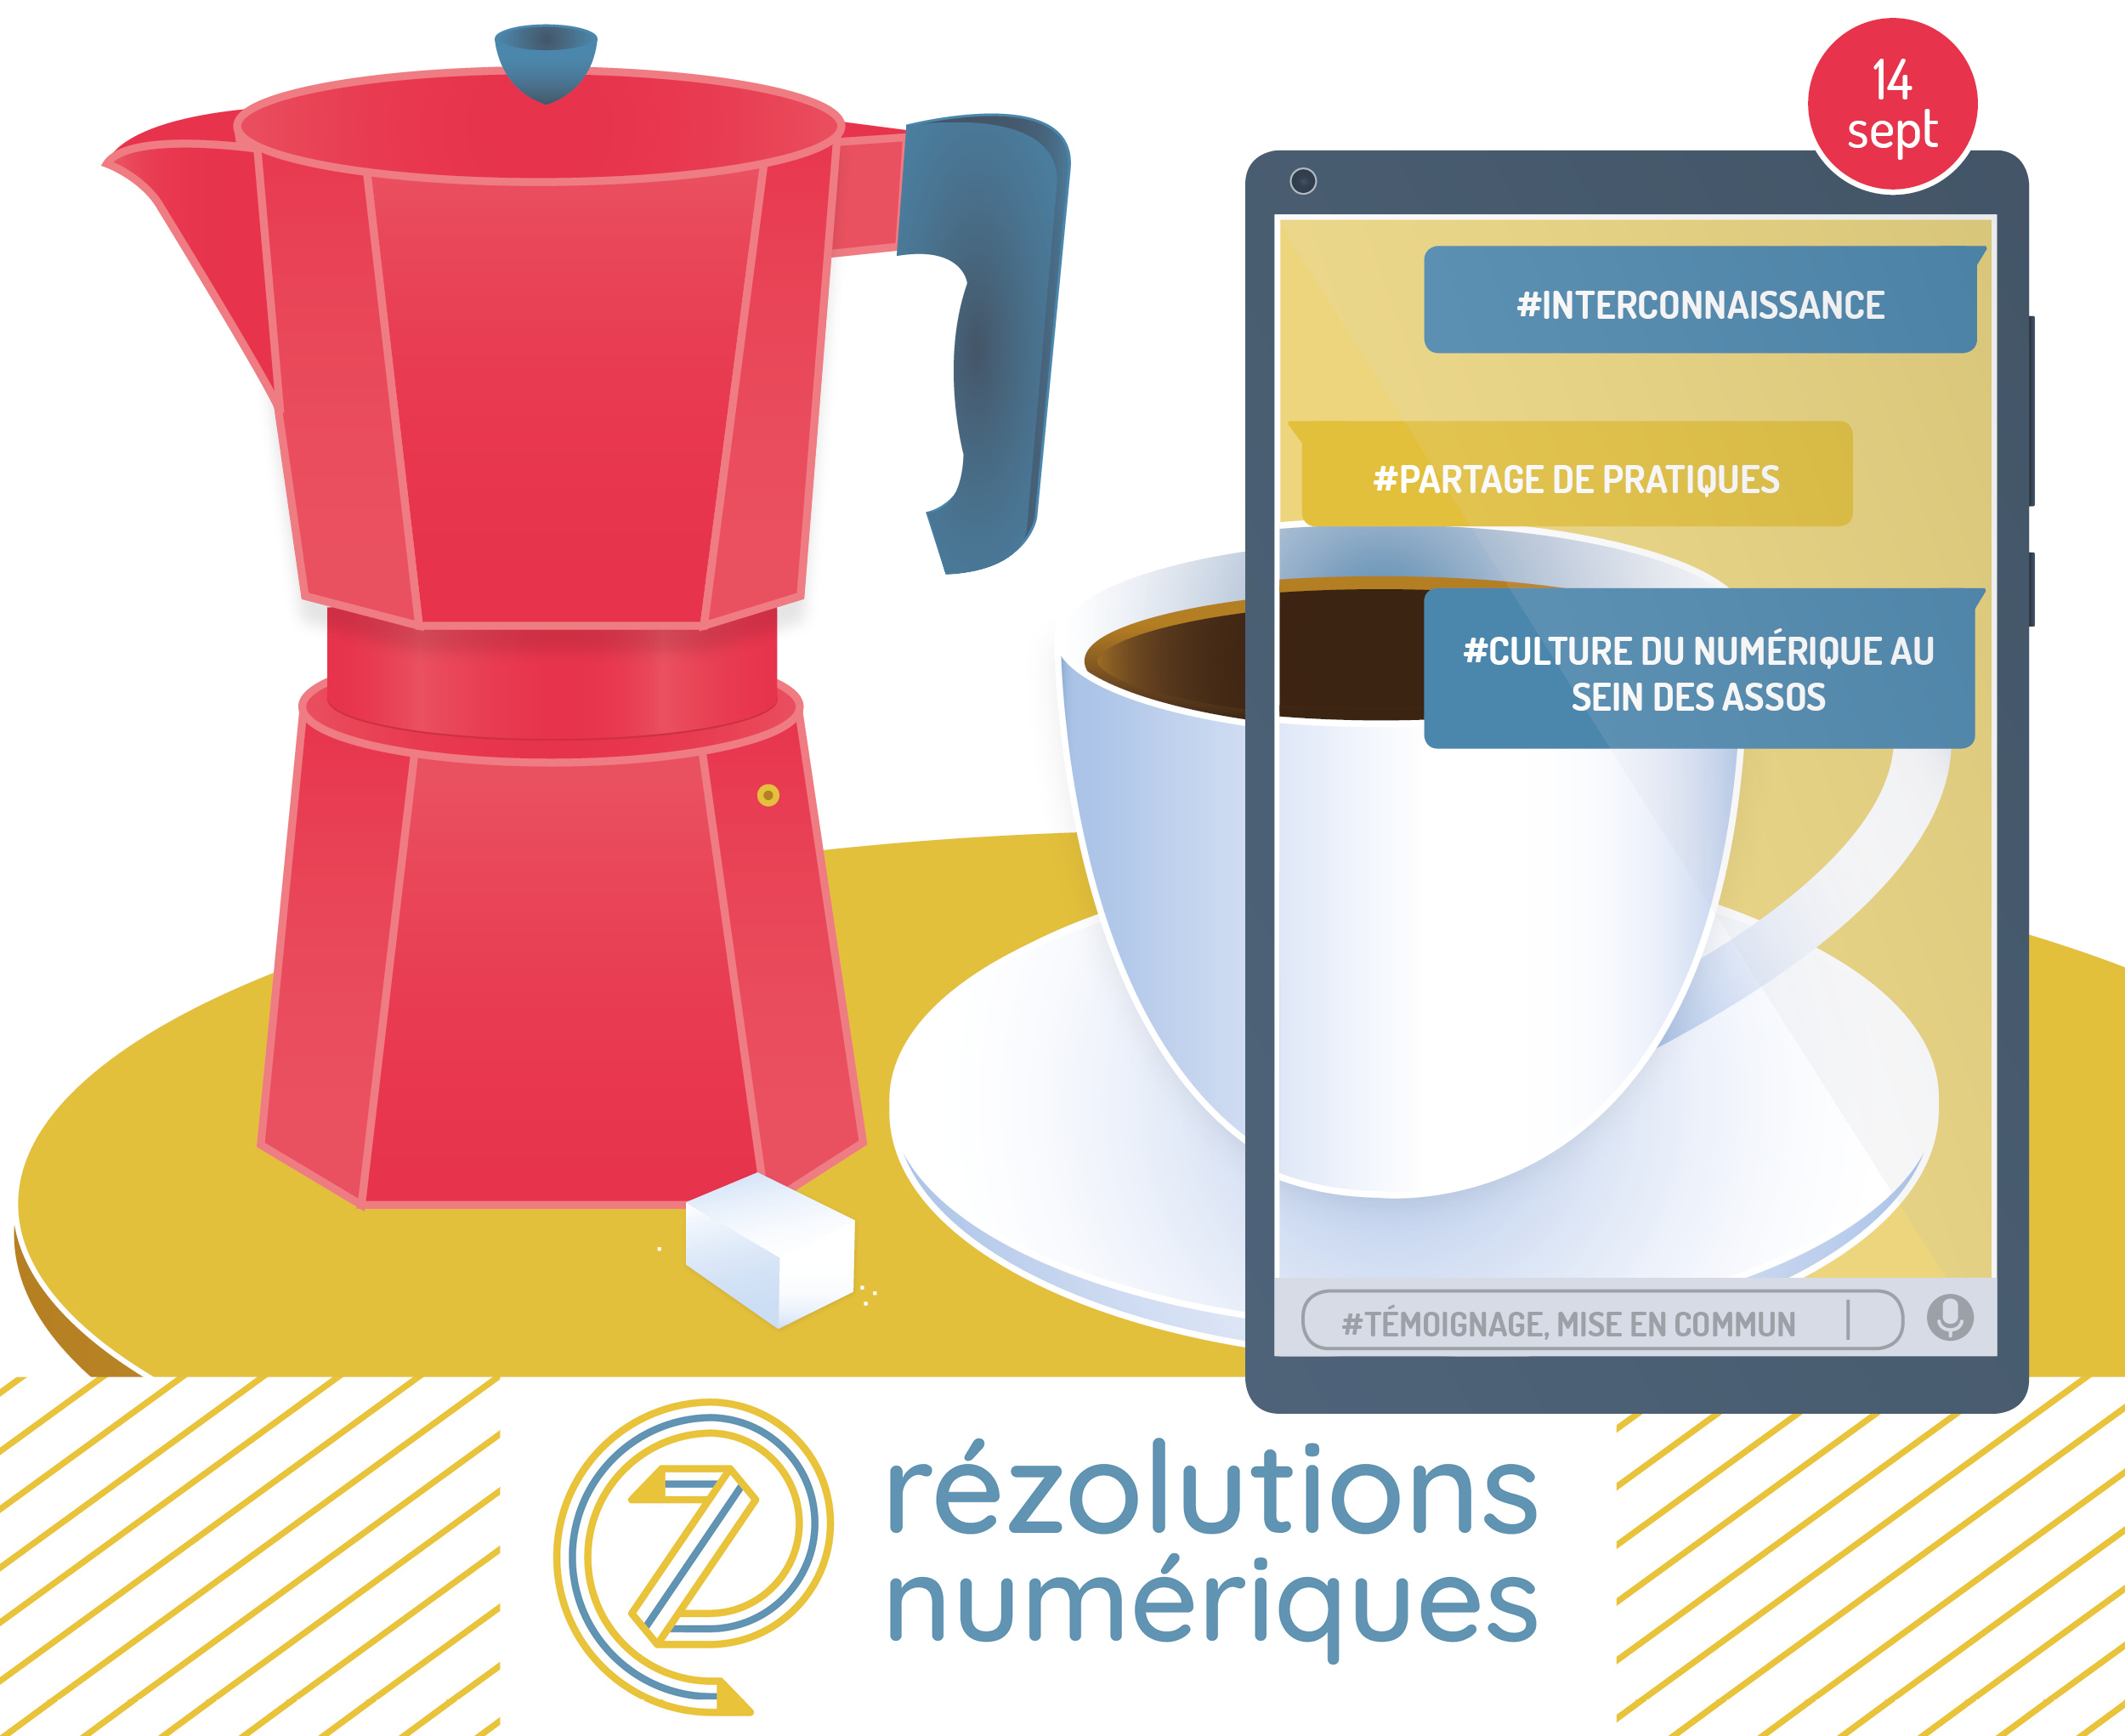 14
sept
#INTERCONNAISSANCE
#PARTAGE DE PRATIQUES
#CULTURE DU NUMÉRIQUE AU
SEIN DES ASSOS
#TÉMOIGNAGE, MISE EN COMMUN
rézolutions
numériques